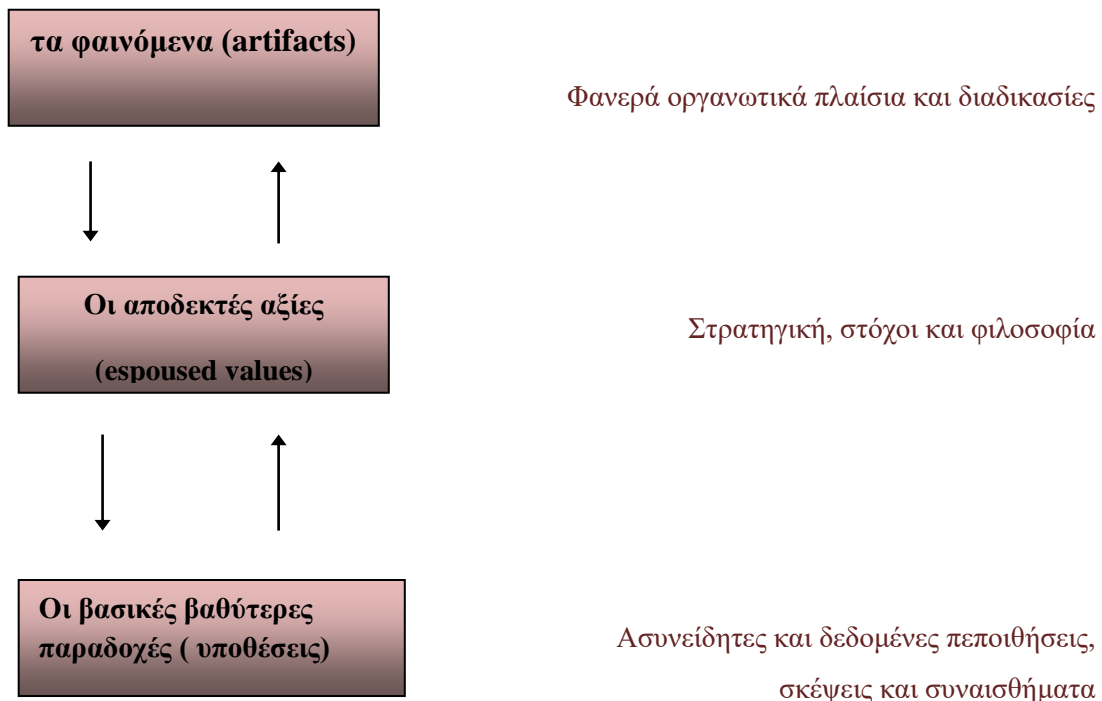 τα φαινόμενα (artifacts)
Φανερά οργανωτικά πλαίσια και διαδικασίες
Οι αποδεκτές αξίες
(espoused values)
Στρατηγική, στόχοι και φιλοσοφία
Οι βασικές βαθύτερες
παραδοχές ( υποθέσεις)
Ασυνείδητες και δεδομένες πεποιθήσεις,
σκέψεις και συναισθήματα